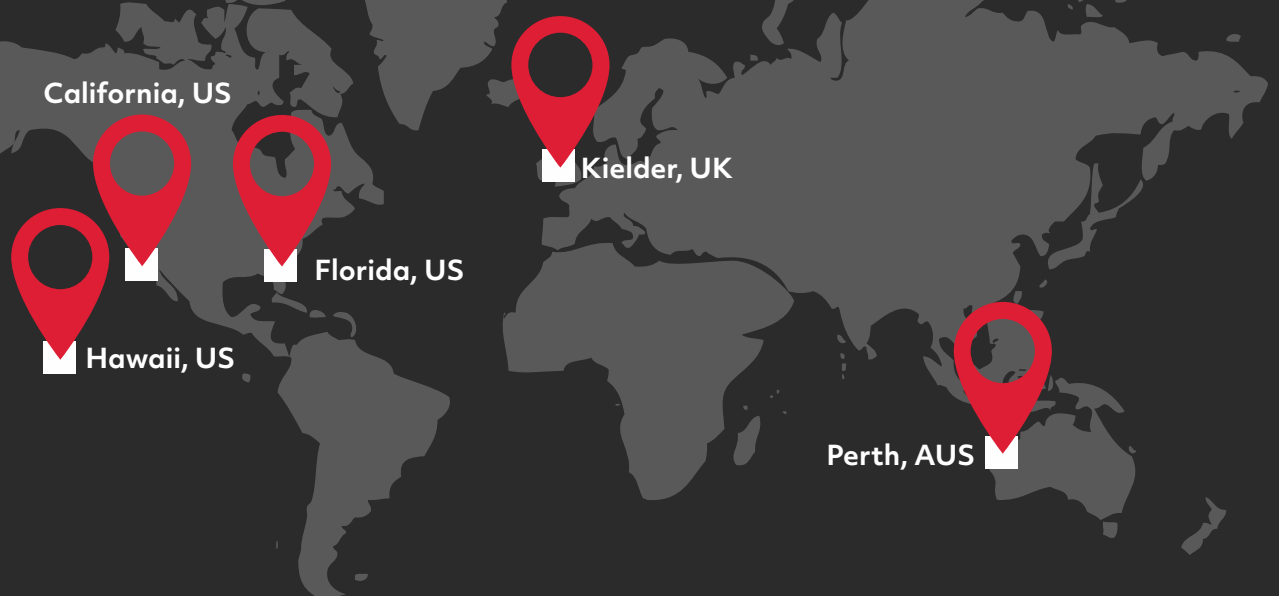 California, US
Kielder, UK
Florida, US
Hawaii, US
Perth, AUS